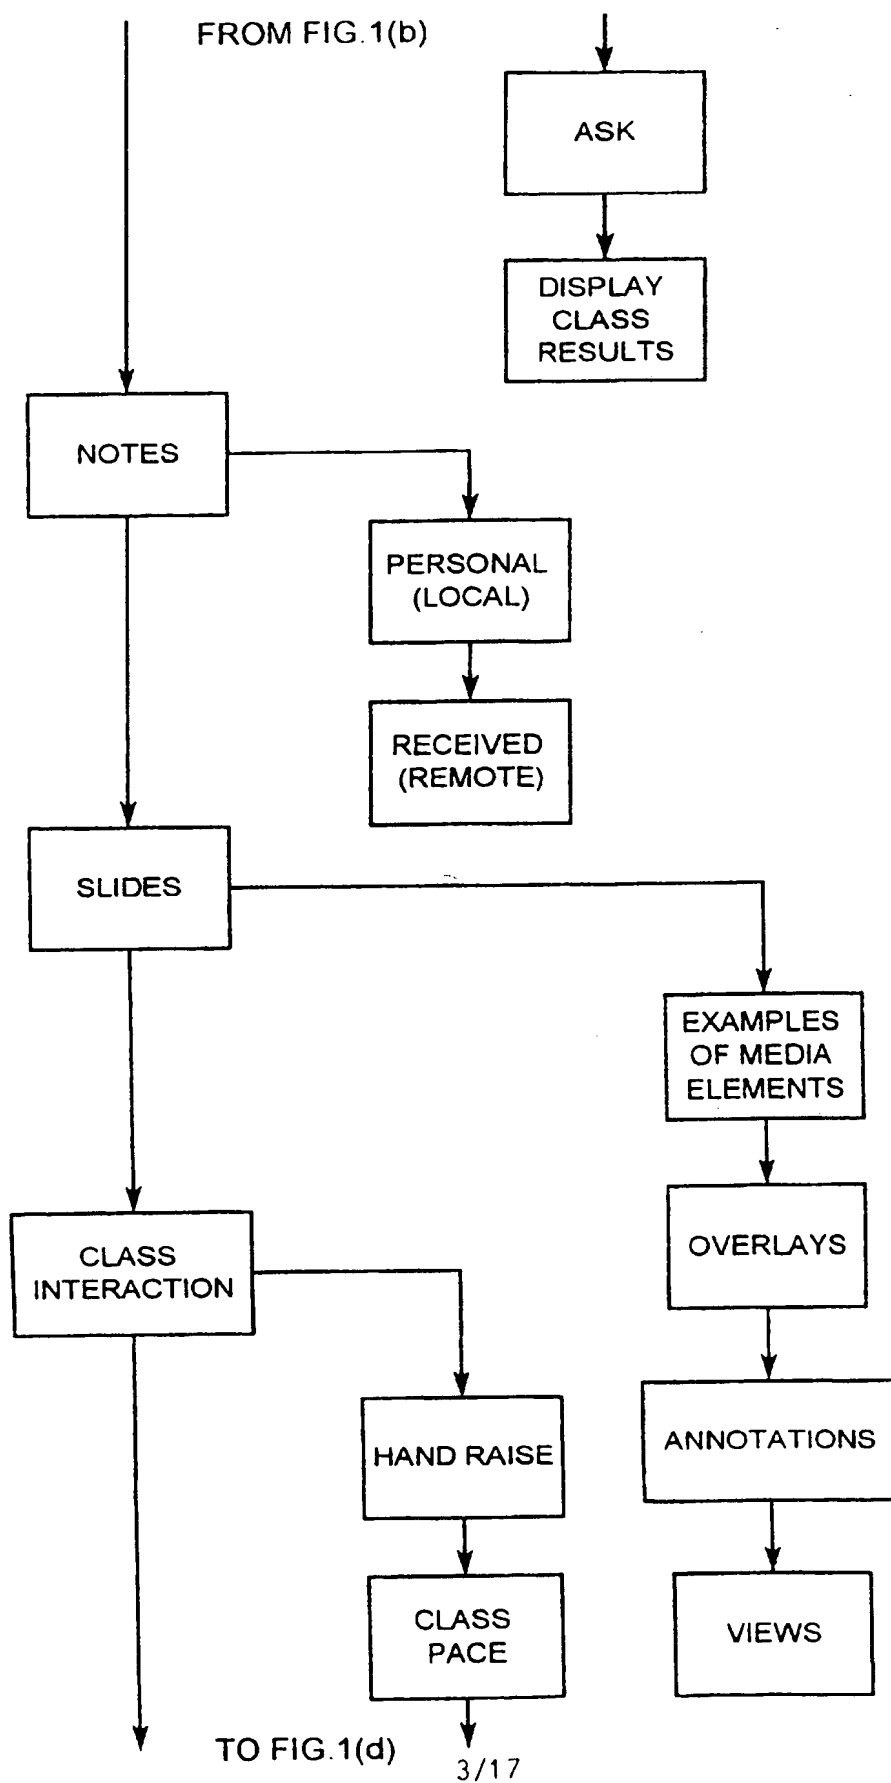 FROM FIG.1(b)
ASK
DISPLAY
CLASS
RESULTS
NOTES
PERSONAL
(LOCAL)
RECEIVED
(REMOTE)
SLIDES
EXAMPLES
OF MEDIA
ELEMENTS
OVERLAYS
CLASS
INTERACTION
ANNOTATIONS
HAND RAISE
CLASS
PACE
VIEWS
TO FIG.1(d)
3/17